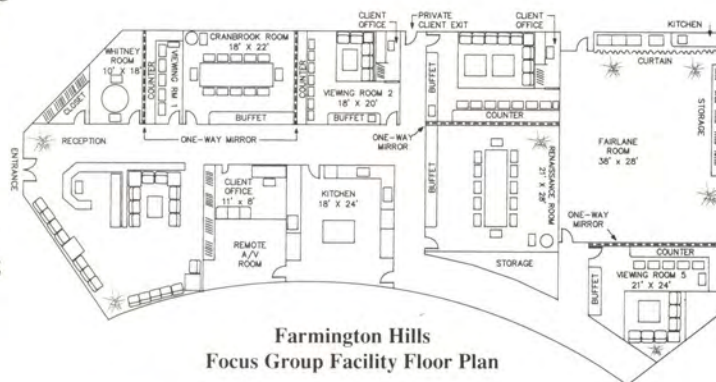 WHITNEY
ROOM
10' X 18'
CLOSET
COUNTER
VIEWING RM 1
CRANBROOK ROOM
18' X 22'
BUFFET
COUNTER
CLIENT
OFFICE
VIEWING ROOM 2
18' X 20'
BUFFET
PRIVATE
CLIENT EXIT
BUFFET
CLIENT
OFFICE
COUNTER
KITCHEN
CURTAIN
STORAGE
FAIRLANE
ROOM
38' x 28'
RECEPTION
ONE-WAY MIRROR
ONE-WAY
MIRROR
ENTRANCE
CLIENT
OFFICE
11' x 8'
REMOTE
A/V
ROOM
KITCHEN
18' X 24'
BUFFET
RENAISSANCE ROOM
21' X 28'
STORAGE
ONE-WAY
MIRROR
COUNTER
VIEWING ROOM 5
21' X 24'
BUFFET
Farmington Hills
Focus Group Facility Floor Plan